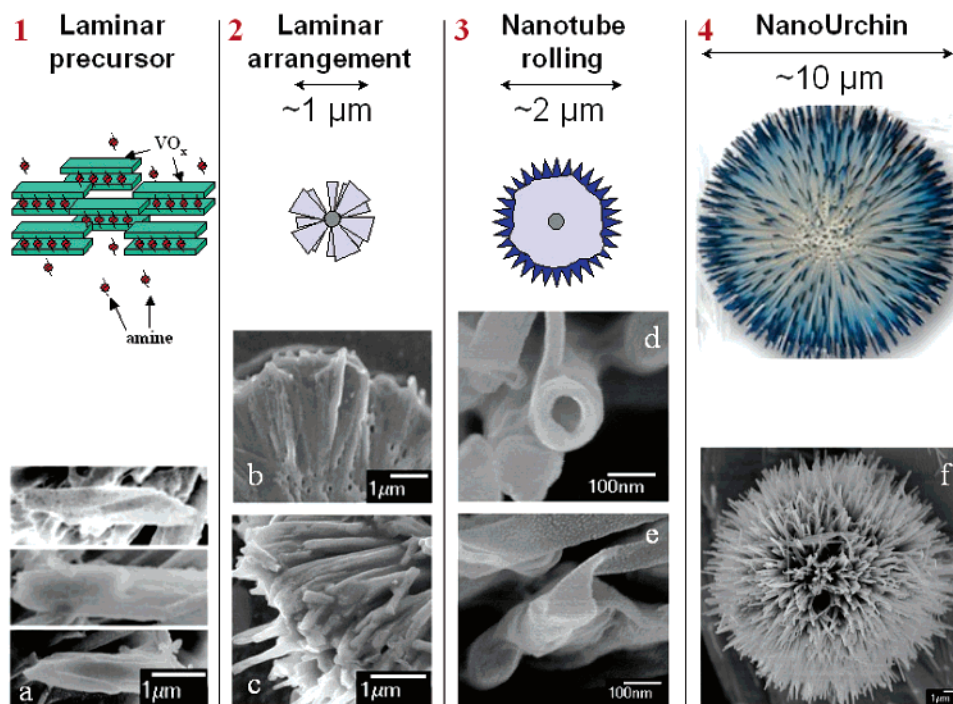 1
Laminar
precursor
VOₓ
amine
a
1μm
2
Laminar
arrangement
~1 μm
b
1μm
c
1μm
3
Nanotube
rolling
~2 μm
d
100nm
e
100nm
4
NanoUrchin
~10 μm
f
1μm